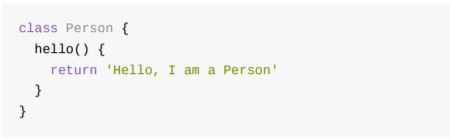 class Person {
  hello() {
    return 'Hello, I am a Person'
  }
}